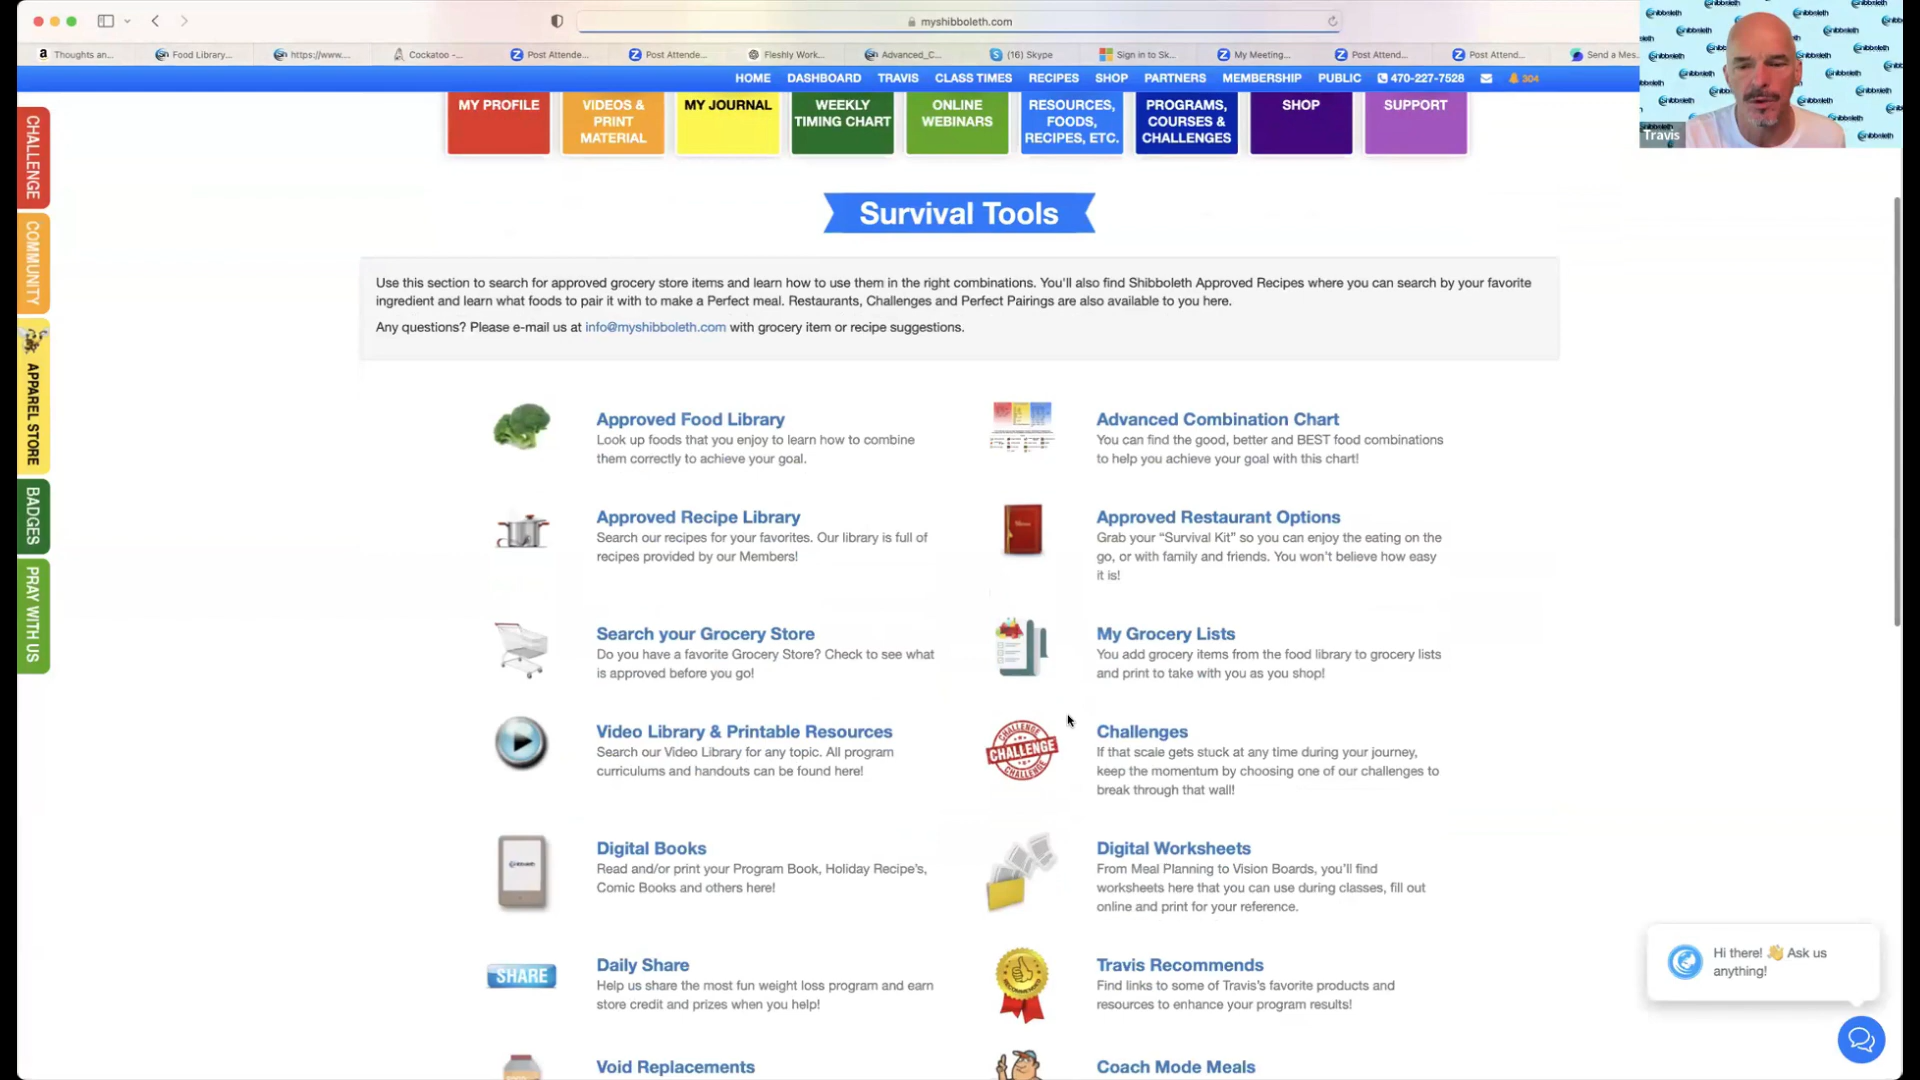 myshibboleth.com
Thoughts an...
Food Library...
https://www....
Cockatoo -...
Post Attende...
Post Attende...
Fleshly Work...
Advanced_C...
(16) Skype
Sign in to Sk...
My Meeting...
Post Attend...
Post Attend...
Send a Mes...
HOME DASHBOARD TRAVIS CLASS TIMES RECIPES SHOP PARTNERS MEMBERSHIP PUBLIC 470-227-7528 304
Travis
MY PROFILE
VIDEOS &
PRINT
MATERIAL
MY JOURNAL
WEEKLY
TIMING CHART
ONLINE
WEBINARS
RESOURCES,
FOODS,
RECIPES, ETC.
PROGRAMS,
COURSES &
CHALLENGES
SHOP
SUPPORT
CHALLENGE
COMMUNITY
APPAREL STORE
BADGES
PRAY WITH US
Survival Tools
Use this section to search for approved grocery store items and learn how to use them in the right combinations. You'll also find Shibboleth Approved Recipes where you can search by your favorite
ingredient and learn what foods to pair it with to make a Perfect meal. Restaurants, Challenges and Perfect Pairings are also available to you here.
Any questions? Please e-mail us at info@myshibboleth.com with grocery item or recipe suggestions.
Approved Food Library
Look up foods that you enjoy to learn how to combine
them correctly to achieve your goal.
Advanced Combination Chart
You can find the good, better and BEST food combinations
to help you achieve your goal with this chart!
Approved Recipe Library
Search our recipes for your favorites. Our library is full of
recipes provided by our Members!
Approved Restaurant Options
Grab your “Survival Kit” so you can enjoy the eating on the
go, or with family and friends. You won’t believe how easy
it is!
Search your Grocery Store
Do you have a favorite Grocery Store? Check to see what
is approved before you go!
My Grocery Lists
You add grocery items from the food library to grocery lists
and print to take with you as you shop!
Video Library & Printable Resources
Search our Video Library for any topic. All program
curriculums and handouts can be found here!
CHALLENGE
CHALLENGE
CHALLENGE
Challenges
If that scale gets stuck at any time during your journey,
keep the momentum by choosing one of our challenges to
break through that wall!
Digital Books
Read and/or print your Program Book, Holiday Recipe’s,
Comic Books and others here!
Digital Worksheets
From Meal Planning to Vision Boards, you’ll find
worksheets here that you can use during classes, fill out
online and print for your reference.
SHARE
Daily Share
Help us share the most fun weight loss program and earn
store credit and prizes when you help!
Travis Recommends
Find links to some of Travis’s favorite products and
resources to enhance your program results!
Void Replacements
Coach Mode Meals
Hi there! 👋 Ask us
anything!